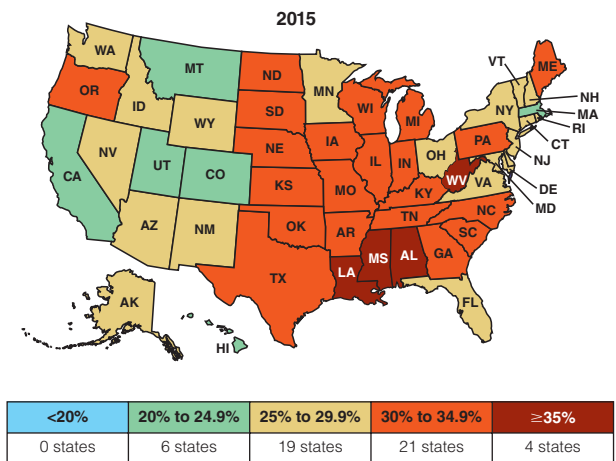 2015
WA
MT
ND
MN
VT
ME
OR
ID
SD
WI
MI
NY
NH
MA
RI
CT
WY
NE
IA
PA
NJ
NV
UT
CO
IL
IN
OH
WV
VA
DE
MD
CA
KS
MO
KY
NC
AZ
NM
OK
AR
TN
SC
TX
LA
MS
AL
GA
AK
FL
HI
<20% 20% to 24.9% 25% to 29.9% 30% to 34.9% ≥35%
0 states 6 states 19 states 21 states 4 states